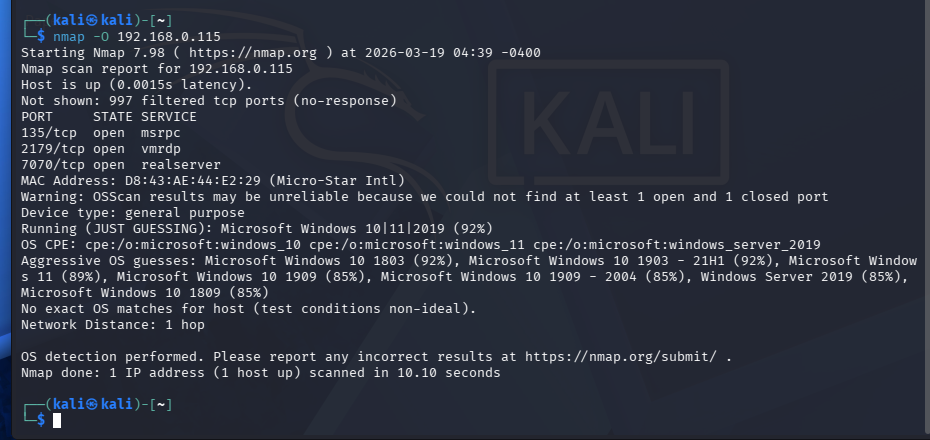 ┌──(kali㉿kali)-[~]
└─$ nmap -O 192.168.0.115
Starting Nmap 7.98 ( https://nmap.org ) at 2026-03-19 04:39 -0400
Nmap scan report for 192.168.0.115
Host is up (0.0015s latency).
Not shown: 997 filtered tcp ports (no-response)
PORT     STATE SERVICE
135/tcp  open  msrpc
2179/tcp open  vmrdp
7070/tcp open  realserver
MAC Address: D8:43:AE:44:E2:29 (Micro-Star Intl)
Warning: OSScan results may be unreliable because we could not find at least 1 open and 1 closed port
Device type: general purpose
Running (JUST GUESSING): Microsoft Windows 10|11|2019 (92%)
OS CPE: cpe:/o:microsoft:windows_10 cpe:/o:microsoft:windows_11 cpe:/o:microsoft:windows_server_2019
Aggressive OS guesses: Microsoft Windows 10 1803 (92%), Microsoft Windows 10 1903 - 21H1 (92%), Microsoft Window
s 11 (89%), Microsoft Windows 10 1909 (85%), Microsoft Windows 10 1909 - 2004 (85%), Windows Server 2019 (85%),
Microsoft Windows 10 1809 (85%)
No exact OS matches for host (test conditions non-ideal).
Network Distance: 1 hop

OS detection performed. Please report any incorrect results at https://nmap.org/submit/ .
Nmap done: 1 IP address (1 host up) scanned in 10.10 seconds

┌──(kali㉿kali)-[~]
└─$
KALI